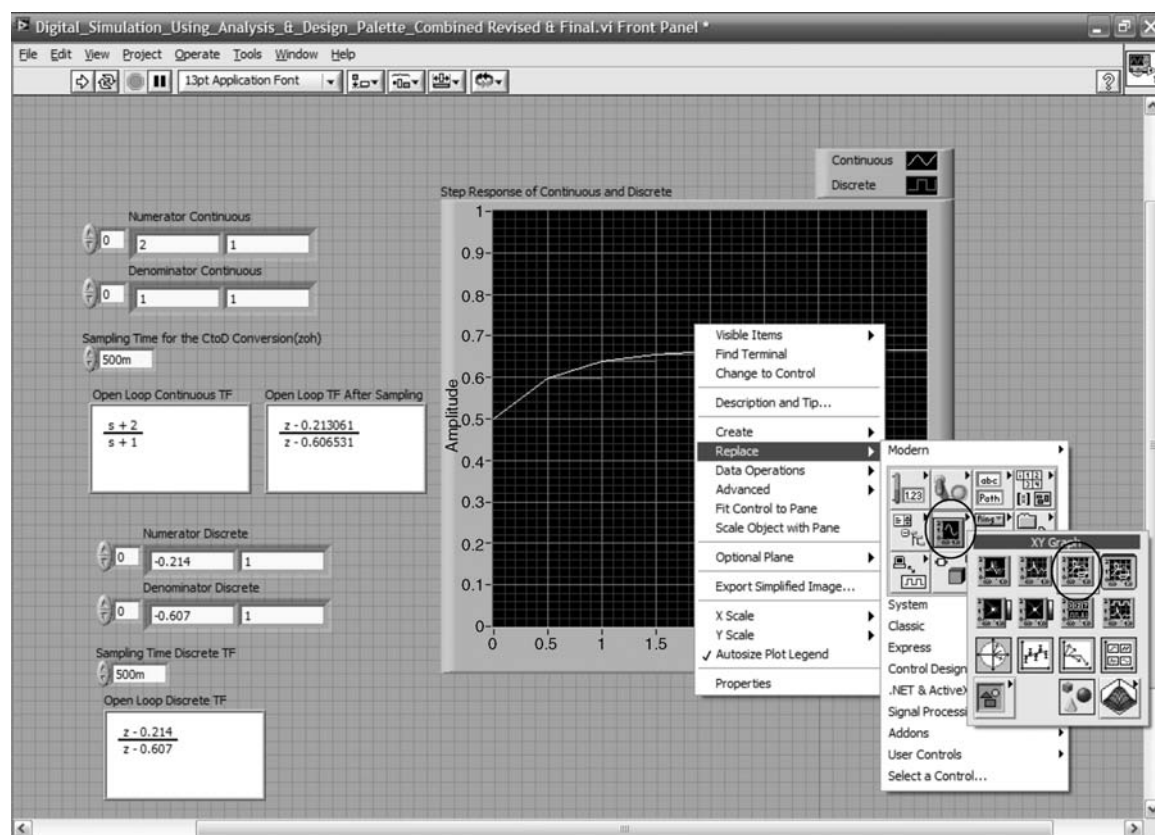 Digital_Simulation_Using_Analysis_&_Design_Palette_Combined Revised & Final.vi Front Panel *
File Edit View Project Operate Tools Window Help
13pt Application Font
Continuous
Discrete
Step Response of Continuous and Discrete
Numerator Continuous
0 2 1
Denominator Continuous
0 1 1
Sampling Time for the CtoD Conversion(zoh)
500m
Open Loop Continuous TF
s + 2
s + 1
Open Loop TF After Sampling
z - 0.213061
z - 0.606531
Numerator Discrete
0 -0.214 1
Denominator Discrete
0 -0.607 1
Sampling Time Discrete TF
500m
Open Loop Discrete TF
z - 0.214
z - 0.607
Amplitude
1
0.9
0.8
0.7
0.6
0.5
0.4
0.3
0.2
0.1
0
0 0.5 1 1.5
Visible Items
Find Terminal
Change to Control
Description and Tip...
Create
Replace
Data Operations
Advanced
Fit Control to Pane
Scale Object with Pane
Optional Plane
Export Simplified Image...
X Scale
Y Scale
Autosize Plot Legend
Properties
Modern
1.23
abc
Path
Ring
XY Graph
System
Classic
Express
Control Design
.NET & ActiveX
Signal Processi
Addons
User Controls
Select a Control...